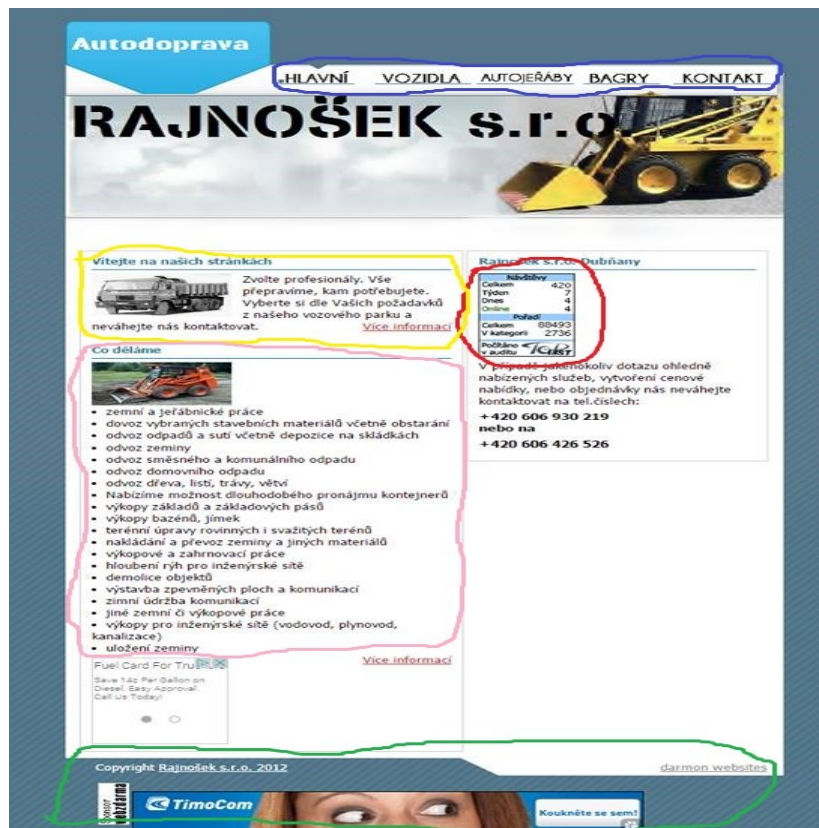 Autodoprava
HLAVNÍ VOZIDLA AUTOJEŘÁBY BAGRY KONTAKT
RAJNOŠEK s.r.o
Vítejte na našich stránkách
Zvolte profesionály. Vše
přepravíme, kam potřebujete.
Vyberte si dle Vašich požadavků
z našeho vozového parku a
neváhejte nás kontaktovat. Více informací
Co děláme
• zemní a jeřábnické práce
• dovoz vybraných stavebních materiálů včetně obstarání
• odvoz odpadů a sutí včetně depozice na skládkách
• odvoz zeminy
• odvoz směsného a komunálního odpadu
• odvoz domovního odpadu
• odvoz dřeva, listí, trávy, větví
• Nabízíme možnost dlouhodobého pronájmu kontejnerů
• výkopy základů a základových pásů
• výkopy bazénů, jímek
• terénní úpravy rovinných i svažitých terénů
• nakládání a převoz zeminy a jiných materiálů
• výkopové a zahrnovací práce
• hloubení rýh pro inženýrské sítě
• demolice objektů
• výstavba zpevněných ploch a komunikací
• zimní údržba komunikací
• jiné zemní či výkopové práce
• výkopy pro inženýrské sítě (vodovod, plynovod,
kanalizace)
• uložení zeminy
Více informací
Fuel Card For
Save 14¢ Per Gallon on
Diesel. Easy Approval.
Call Us Today!
Rajnošek s.r.o. Dubňany
Návštěvy
Celkem 420
Týden 7
Dnes 4
Online 4
Pořadí
Celkem 88493
V kategorii 2736
Počítáno
v auditu TOPLIST
V případě jakéhokoliv dotazu ohledně
nabízených služeb, vytvoření cenové
nabídky, nebo objednávky nás neváhejte
kontaktovat na tel.číslech:
+420 606 930 219
nebo na
+420 606 426 526
Copyright Rajnošek s.r.o. 2012 darmon websites
Sponsor
webzdarma
TimoCom
Koukněte se sem!